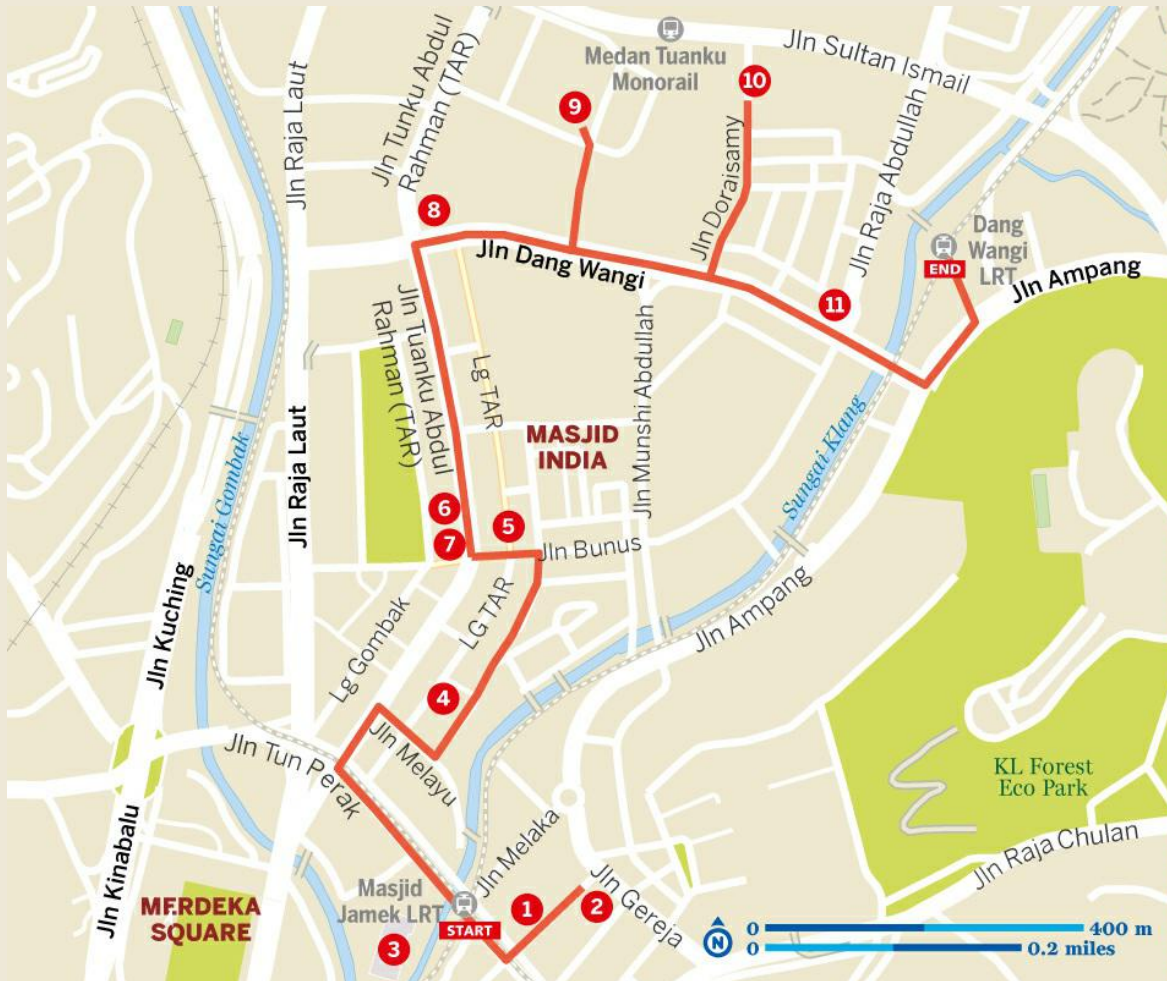 Jln Sultan Ismail
Medan Tuanku
Monorail
10
9
Jln Raja Laut
Jln Tunku Abdul
Rahman (TAR)
Jln Doraisamy
Jln Raja Abdullah
8
Dang
Wangi
LRT
END
Jln Dang Wangi
Jln Ampang
11
Jln Tuanku Abdul
Rahman (TAR)
Lg TAR
Jln Munshi Abdullah
MASJID
INDIA
Sungai Klang
Sungai Gombak
Jln Raja Laut
6
5
7
Jln Bunus
Jln Kuching
LG TAR
Jln Ampang
Lg Gombak
4
Jln Melayu
Jln Tun Perak
KL Forest
Eco Park
Jln Melaka
Jln Raja Chulan
Jln Kinabalu
Masjid
Jamek LRT
START
1
2
Jln Gereja
MERDEKA
SQUARE
3
N
0 400 m
0 0.2 miles